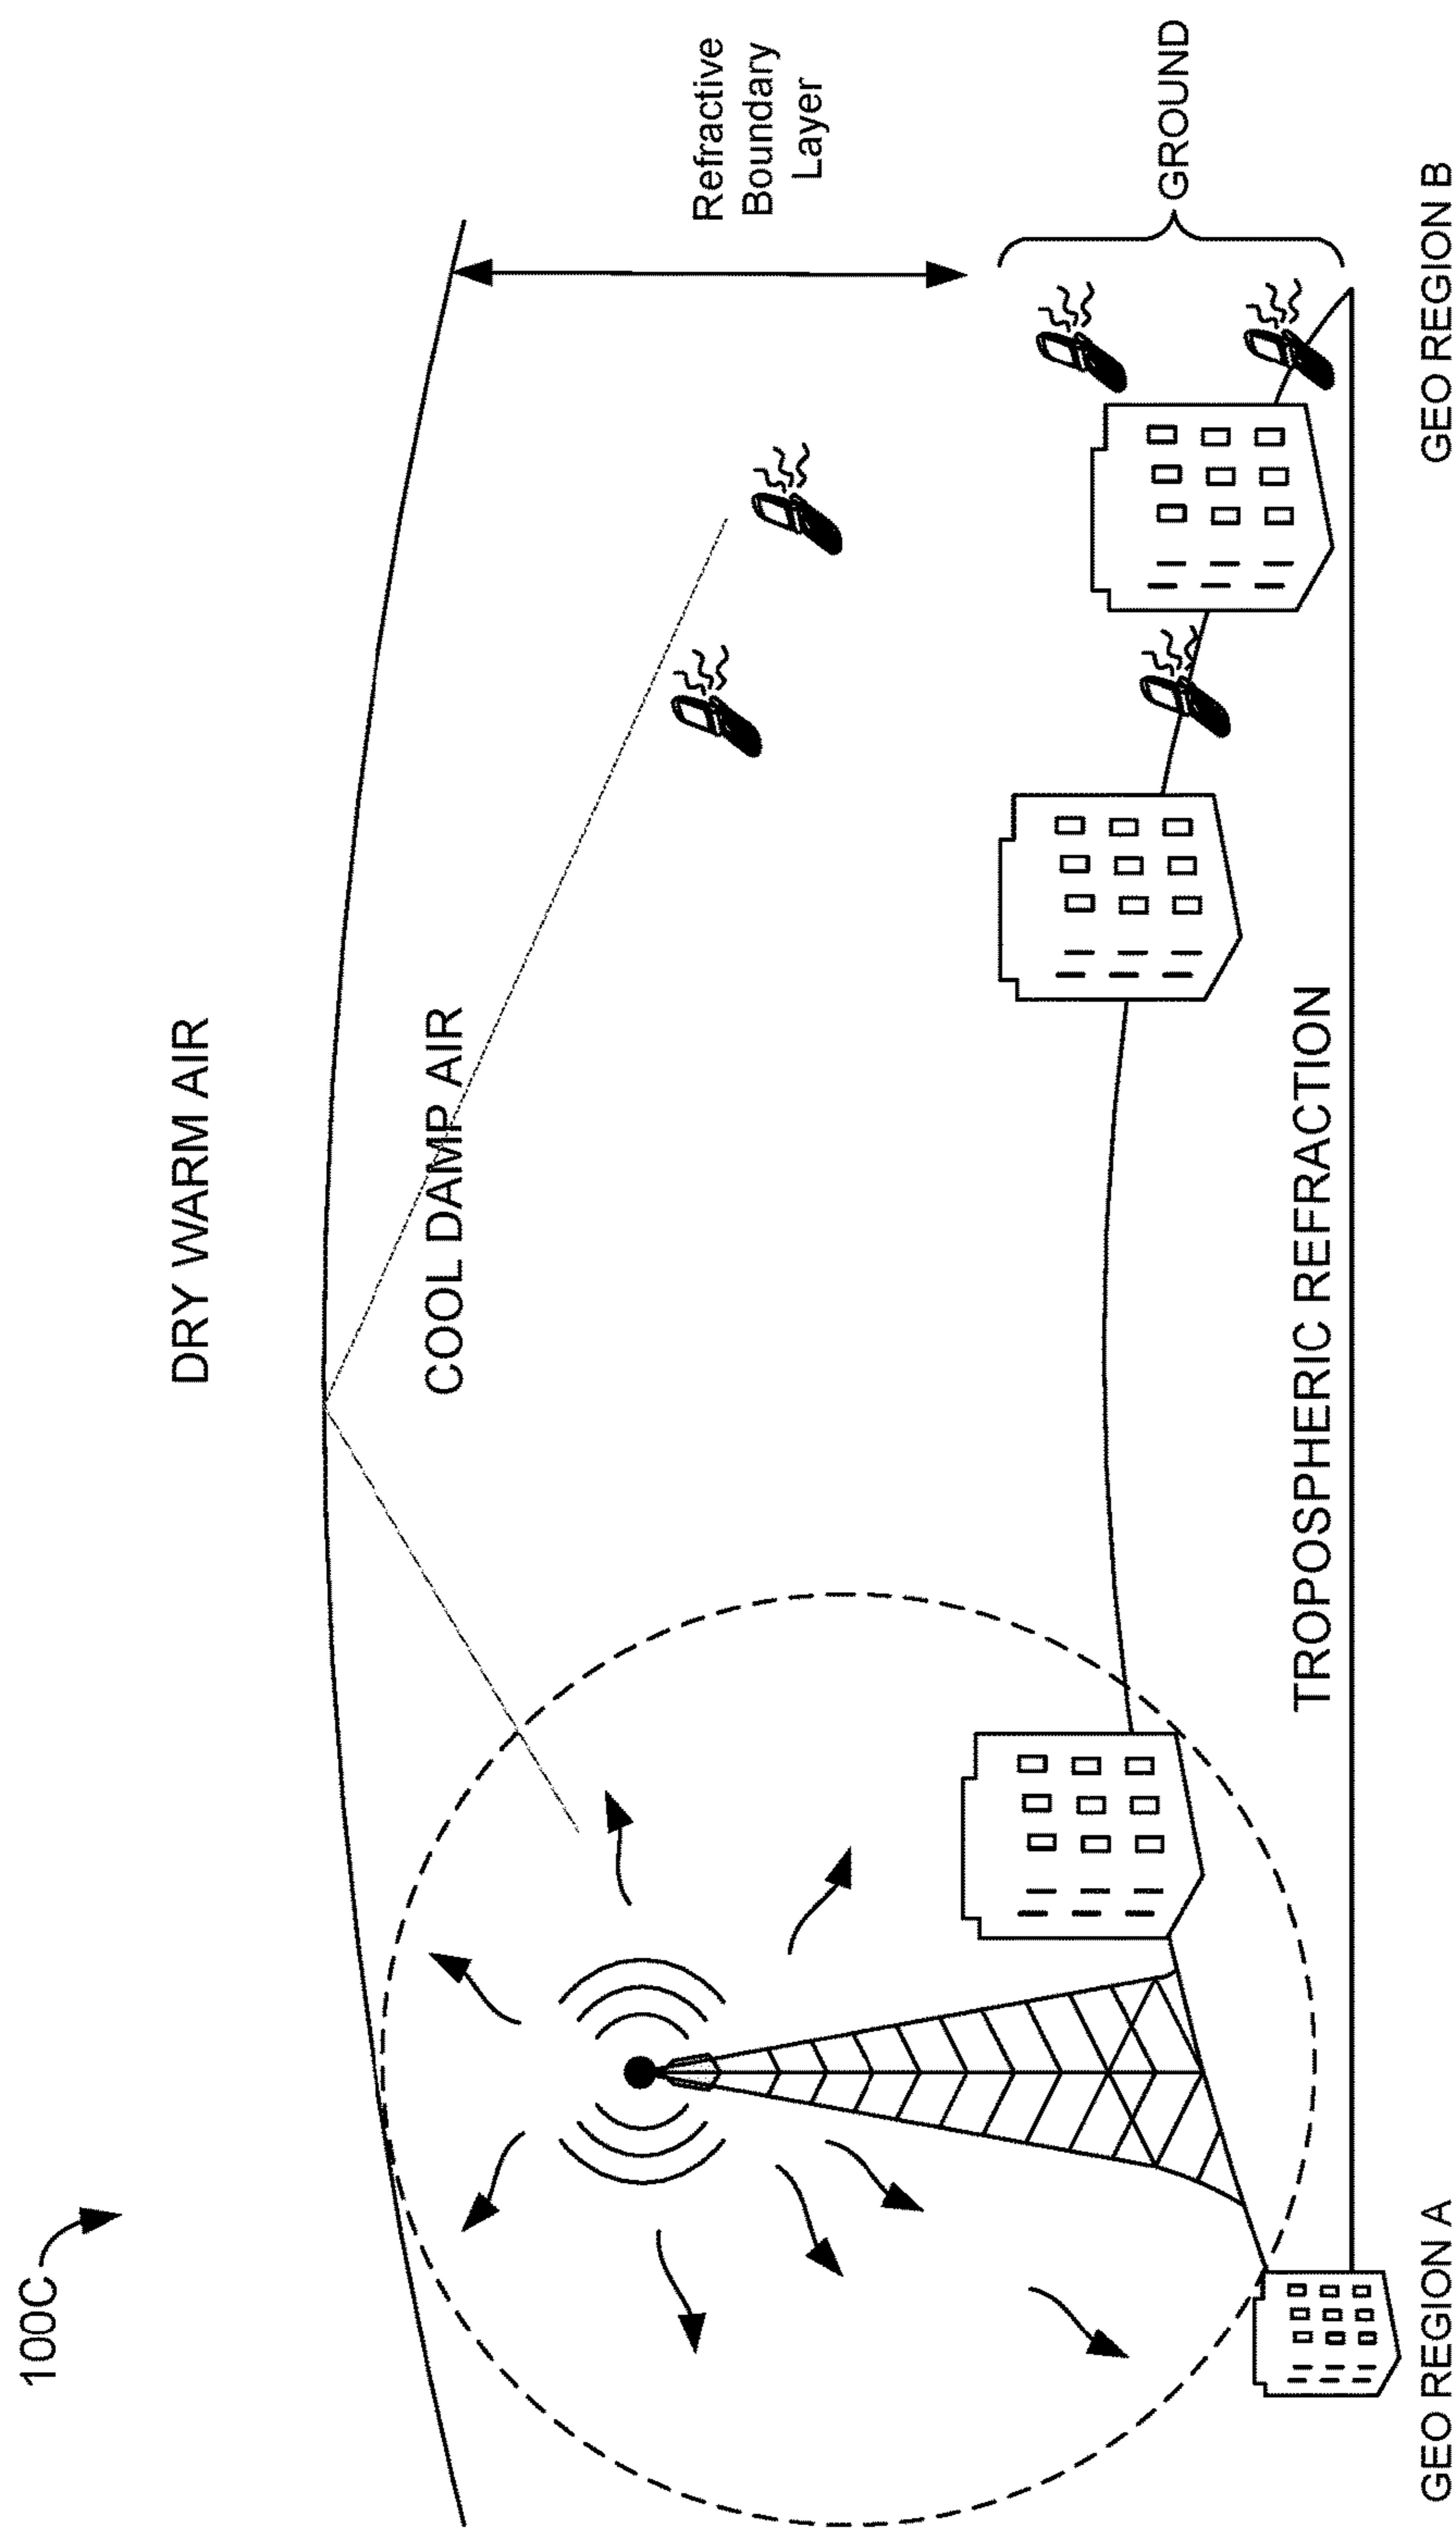 100C
DRY WARM AIR
COOL DAMP AIR
Refractive
Boundary
Layer
GROUND
TROPOSPHERIC REFRACTION
GEO REGION A
GEO REGION B